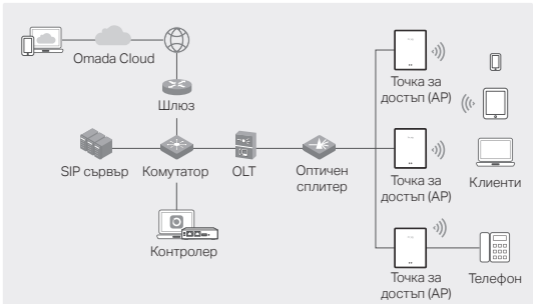 Omada Cloud
Шлюз
SIP сървър
Комутатор
OLT
Оптичен
сплитер
Контролер
Точка за
достъп (AP)
Точка за
достъп (AP)
Точка за
достъп (AP)
Клиенти
Телефон